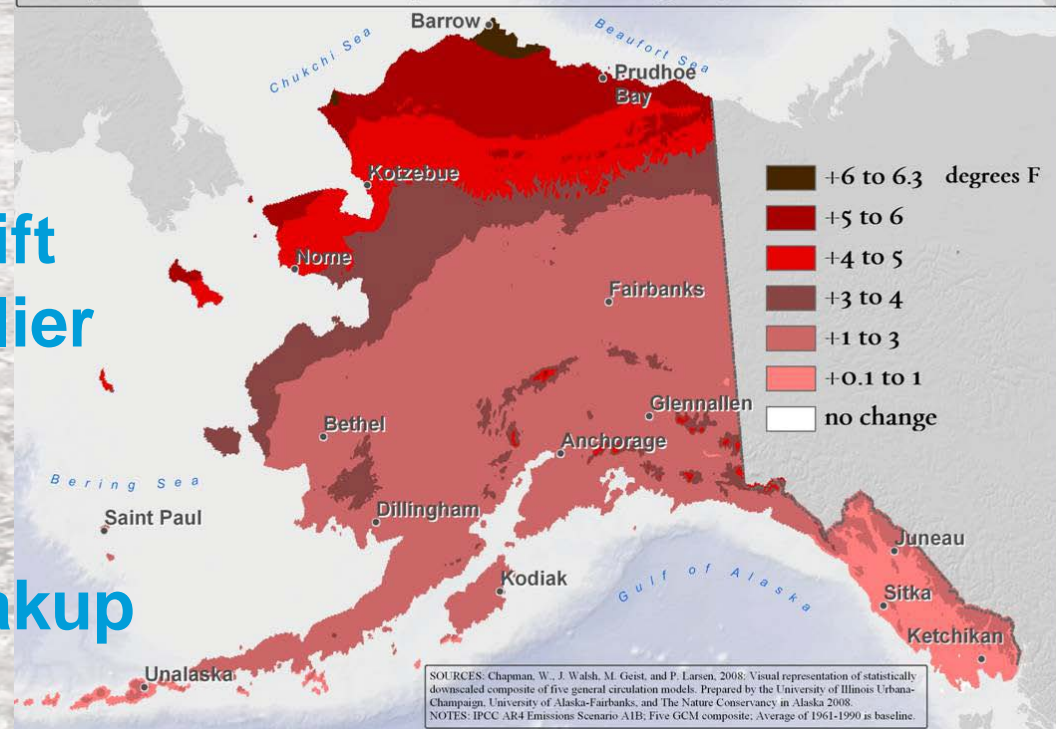 Barrow
Beaufort Sea
Chukchi Sea
Prudhoe
Bay
Kotzebue
Nome
Fairbanks
Glennallen
Bethel
Anchorage
Bering Sea
Saint Paul
Dillingham
Juneau
Kodiak
Gulf of Alaska
Sitka
Ketchikan
Unalaska
+6 to 6.3 degrees F
+5 to 6
+4 to 5
+3 to 4
+1 to 3
+0.1 to 1
no change
ift
lier
akup
SOURCES: Chapman, W., J. Walsh, M. Geist, and P. Larsen, 2008: Visual representation of statistically
downscaled composite of five general circulation models. Prepared by the University of Illinois Urbana-
Champaign, University of Alaska-Fairbanks, and The Nature Conservancy in Alaska 2008.
NOTES: IPCC AR4 Emissions Scenario A1B; Five GCM composite; Average of 1961-1990 is baseline.